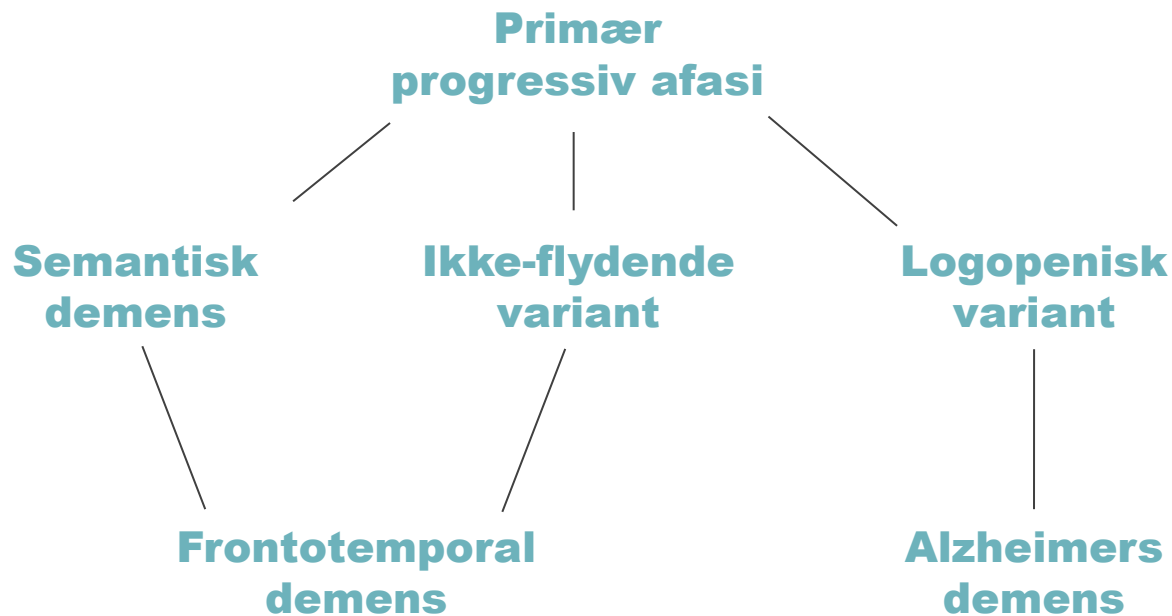 Primær
progressiv afasi
Semantisk
demens
Ikke-flydende
variant
Logopenisk
variant
Frontotemporal
demens
Alzheimers
demens